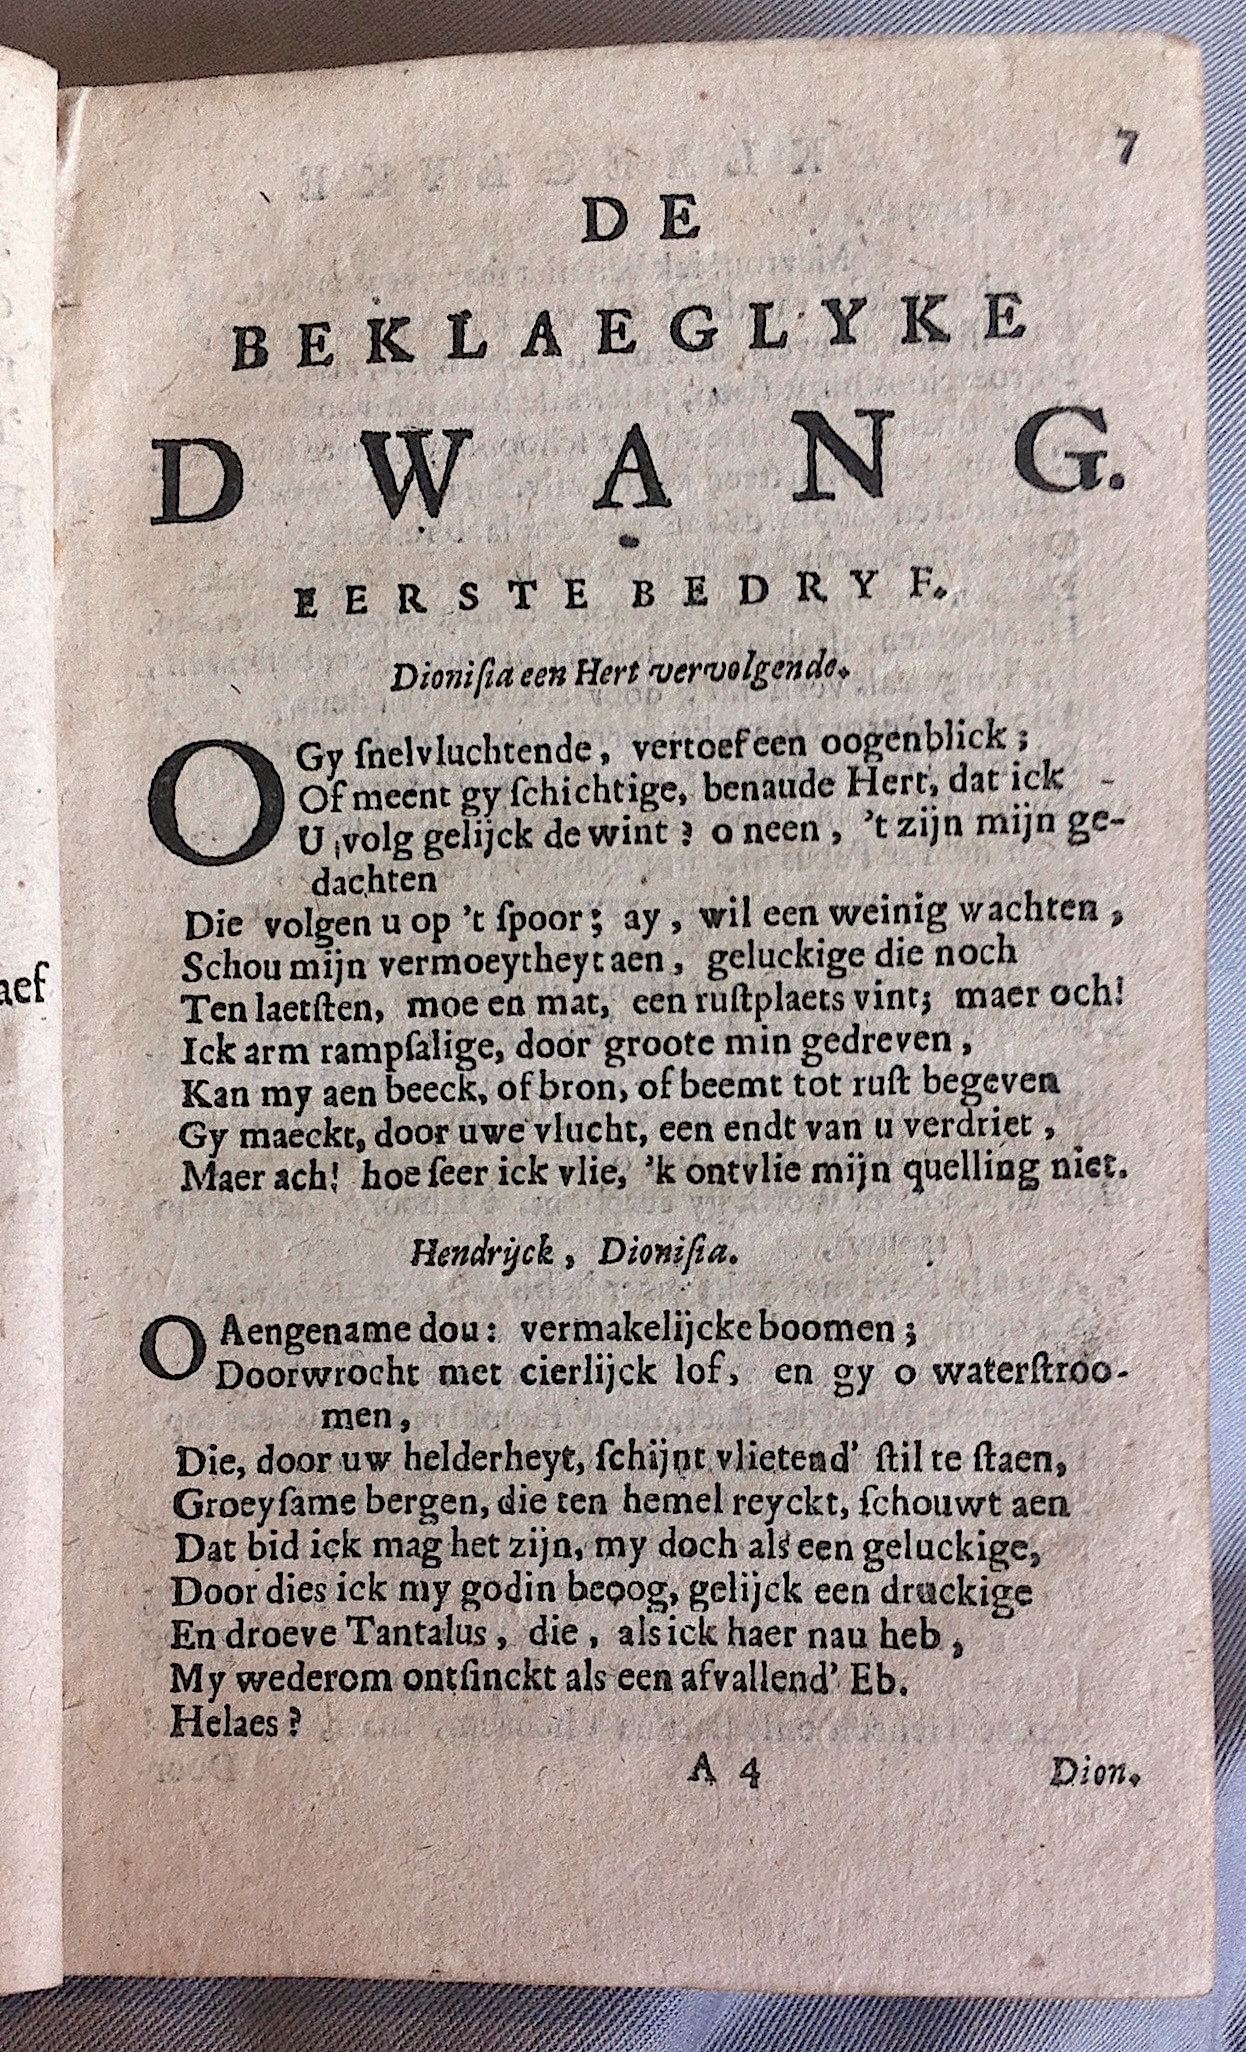 7
DE
BEKLAEGLYKE
DWANG.
EERSTE BEDRYF.
Dioniſia een Hert vervolgende.
OGy ſnelvluchtende, vertoef een oogenblick;
Of meent gy ſchichtige, benaude Hert, dat ick
U volg gelijck de wint? o neen, 't zijn mijn ge-
dachten
Die volgen u op 't ſpoor; ay, wil een weinig wachten,
Schou mijn vermoeytheyt aen, geluckige die noch
Ten laetſten, moe en mat, een ruſtplaets vint; maer och!
Ick arm rampſalige, door groote min gedreven,
Kan my aen beeck, of bron, of beemt tot ruſt begeven
Gy maeckt, door uwe vlucht, een endt van u verdriet,
Maer ach! hoe ſeer ick vlie, 'k ontvlie mijn quelling niet.
Hendrijck, Dioniſia.
O Aengename dou: vermakelijcke boomen;
Doorwrocht met cierlijck lof, en gy o waterſtroo-
men,
Die, door uw helderheyt, ſchijnt vlietend' ſtil te ſtaen,
Groeyſame bergen, die ten hemel reyckt, ſchouwt aen
Dat bid ick mag het zijn, my doch als een geluckige,
Door dies ick my godin beoog, gelijck een druckige
En droeve Tantalus, die, als ick haer nau heb,
My wederom ontſinckt als een afvallend' Eb.
Helaes?
A 4 Dion.
aef